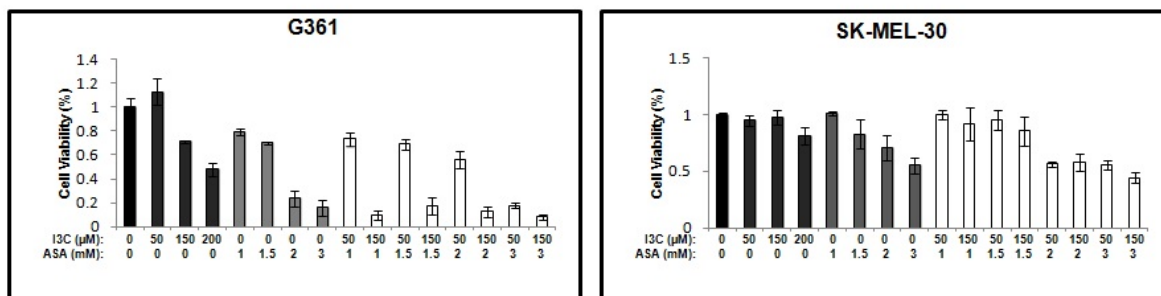 G361
1.4
1.2
1
0.8
0.6
0.4
0.2
0
Cell Viability (%)
I3C (µM): 0 50 150 200 0 0 0 0 50 150 50 150 50 150 50 150
ASA (mM): 0 0 0 0 1 1.5 2 3 1 1 1.5 1.5 2 2 3 3
SK-MEL-30
1.5
1
0.5
0
Cell Viability (%)
I3C (µM): 0 50 150 200 0 0 0 0 50 150 50 150 50 150 50 150
ASA (mM): 0 0 0 0 1 1.5 2 3 1 1 1.5 1.5 2 2 3 3